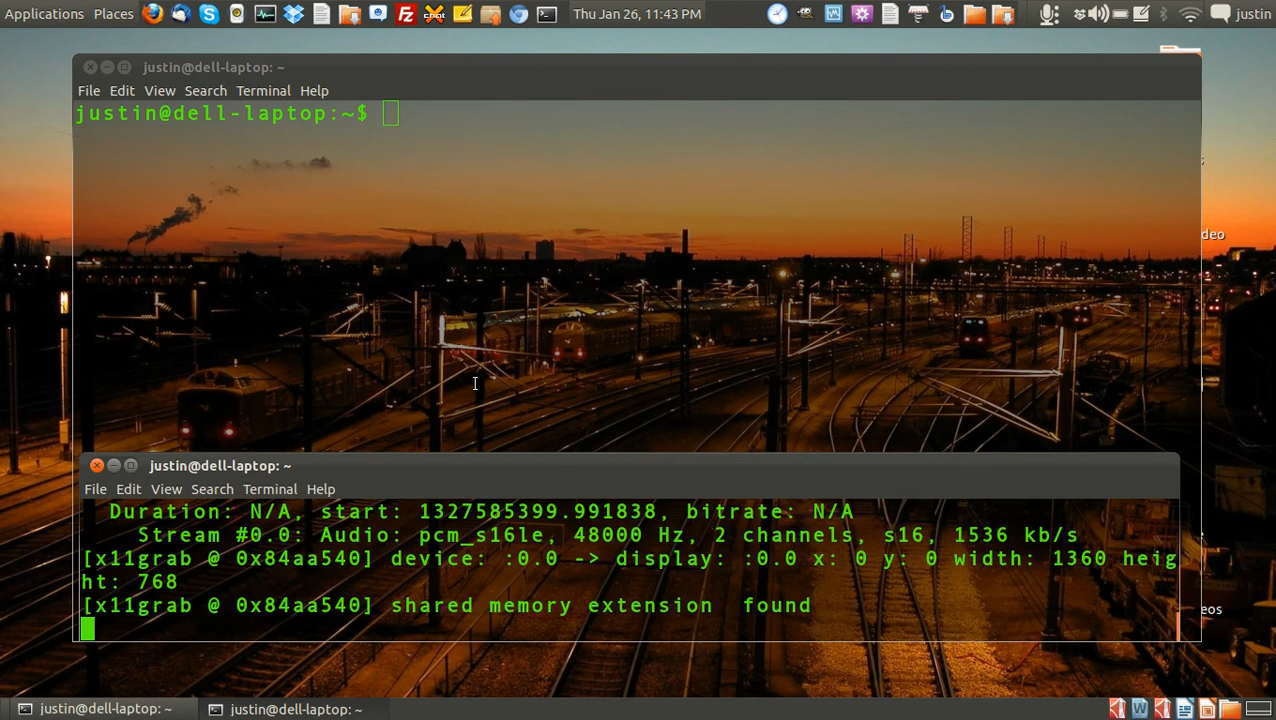 Applications Places Thu Jan 26, 11:43 PM justin
justin@dell-laptop: ~
File Edit View Search Terminal Help
justin@dell-laptop:~$
deo
justin@dell-laptop: ~
File Edit View Search Terminal Help
Duration: N/A, start: 1327585399.991838, bitrate: N/A
Stream #0.0: Audio: pcm_s16le, 48000 Hz, 2 channels, s16, 1536 kb/s
[x11grab @ 0x84aa540] device: :0.0 -> display: :0.0 x: 0 y: 0 width: 1360 heig
ht: 768
[x11grab @ 0x84aa540] shared memory extension found
eos
justin@dell-laptop: ~ justin@dell-laptop: ~